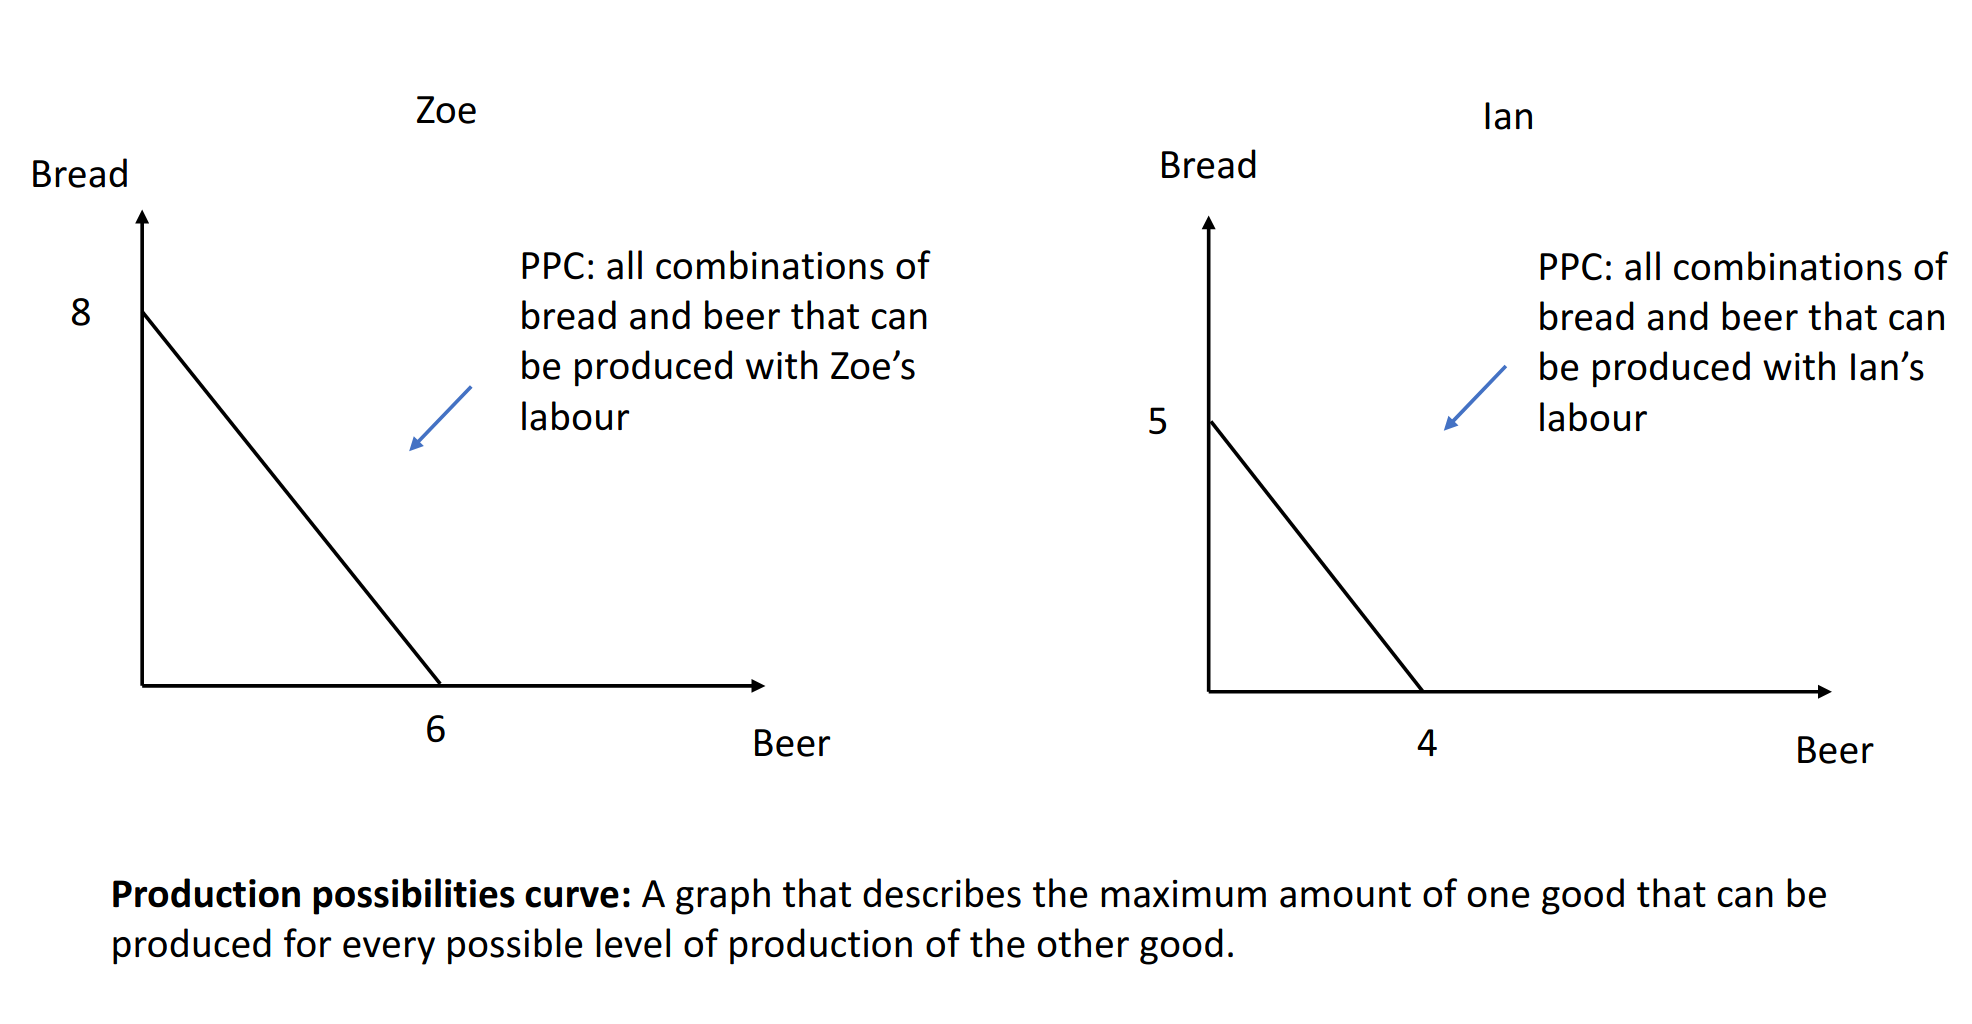 Zoe
Bread
8
PPC: all combinations of
bread and beer that can
be produced with Zoe’s
labour
6
Beer
Ian
Bread
5
PPC: all combinations of
bread and beer that can
be produced with Ian’s
labour
4
Beer
Production possibilities curve: A graph that describes the maximum amount of one good that can be
produced for every possible level of production of the other good.